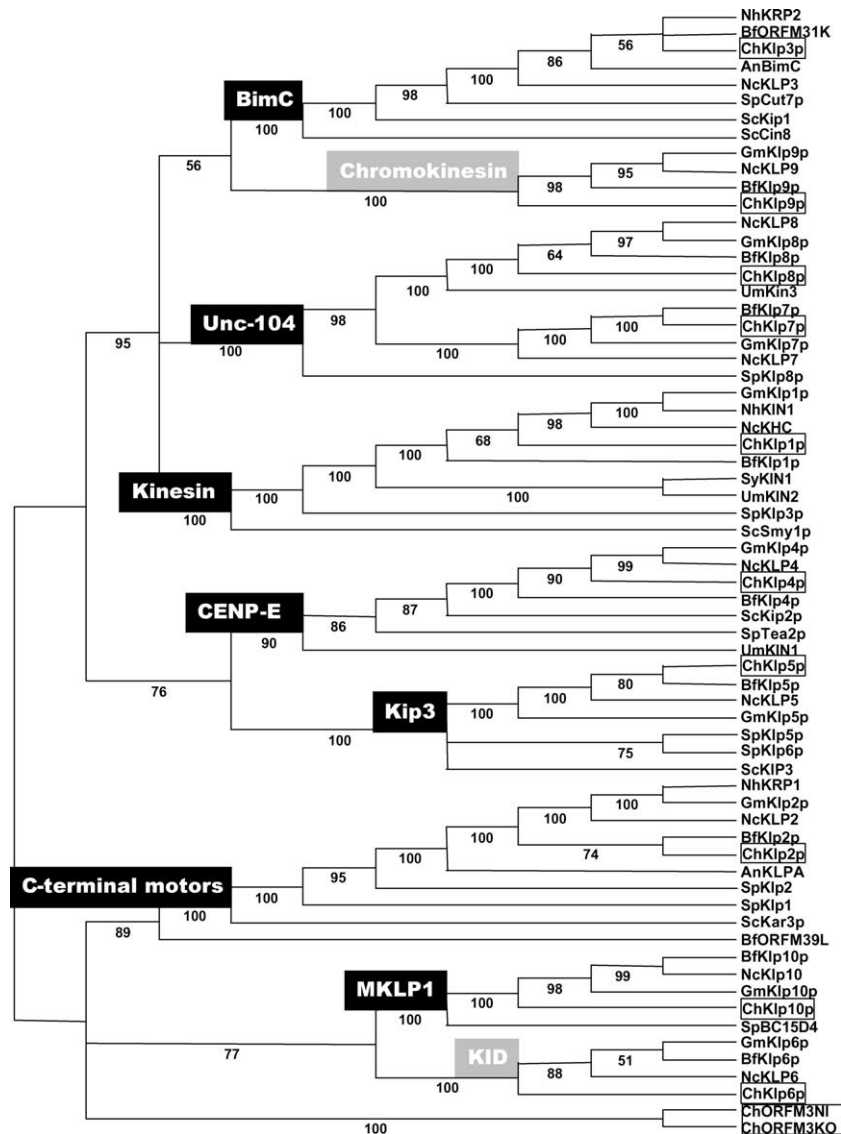 NhKRP2
BfORFM31K
56
ChKlp3p
86
AnBimC
100
NcKLP3
98
BimC
SpCut7p
100
ScKip1
100
ScCin8
GmKlp9p
56
Chromokinesin
95
NcKLP9
98
BfKlp9p
100
ChKlp9p
NcKLP8
97
GmKlp8p
64
BfKlp8p
100
ChKlp8p
100
UmKin3
BfKlp7p
98
Unc-104
100
ChKlp7p
95
100
100
GmKlp7p
100
NcKLP7
SpKlp8p
GmKlp1p
100
NhKIN1
98
NcKHC
68
ChKlp1p
100
BfKlp1p
100
SyKIN1
Kinesin
100
100
UmKIN2
SpKlp3p
100
ScSmy1p
GmKlp4p
99
NcKLP4
90
ChKlp4p
100
BfKlp4p
87
CENP-E
ScKip2p
86
SpTea2p
90
UmKIN1
ChKlp5p
76
80
BfKlp5p
100
NcKLP5
Kip3
100
GmKlp5p
100
SpKlp5p
75
SpKlp6p
ScKIP3
NhKRP1
100
GmKlp2p
100
NcKLP2
100
BfKlp2p
100
74
ChKlp2p
95
AnKLPA
C-terminal motors
100
SpKlp2
SpKlp1
100
ScKar3p
89
BfORFM39L
BfKlp10p
99
NcKlp10
98
GmKlp10p
MKLP1
100
ChKlp10p
100
SpBC15D4
GmKlp6p
77
KID
51
BfKlp6p
88
NcKLP6
100
ChKlp6p
ChORFM3NI
100
ChORFM3KO